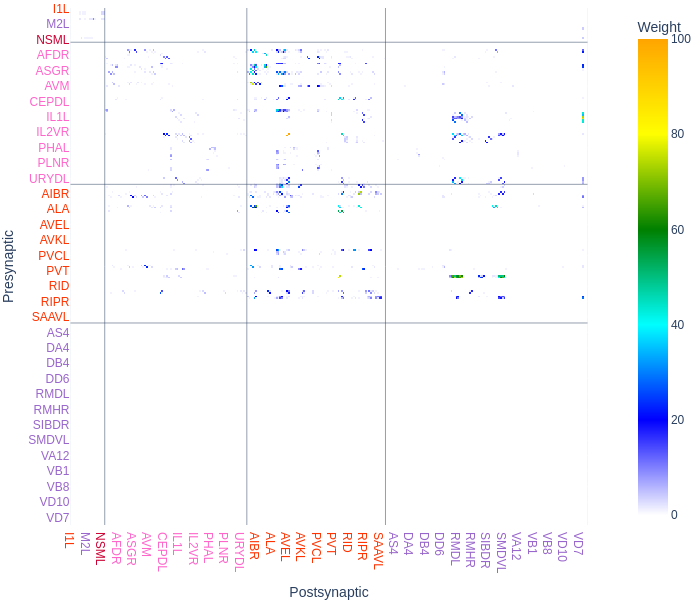 Weight
100
80
60
40
20
0
Presynaptic
I1L
M2L
NSML
AFDR
ASGR
AVM
CEPDL
IL1L
IL2VR
PHAL
PLNR
URYDL
AIBR
ALA
AVEL
AVKL
PVCL
PVT
RID
RIPR
SAAVL
AS4
DA4
DB4
DD6
RMDL
RMHR
SIBDR
SMDVL
VA12
VB1
VB8
VD10
VD7
I1L
M2L
NSML
AFDR
ASGR
AVM
CEPDL
IL1L
IL2VR
PHAL
PLNR
URYDL
AIBR
ALA
AVEL
AVKL
PVCL
PVT
RID
RIPR
SAAVL
AS4
DA4
DB4
DD6
RMDL
RMHR
SIBDR
SMDVL
VA12
VB1
VB8
VD10
VD7
Postsynaptic